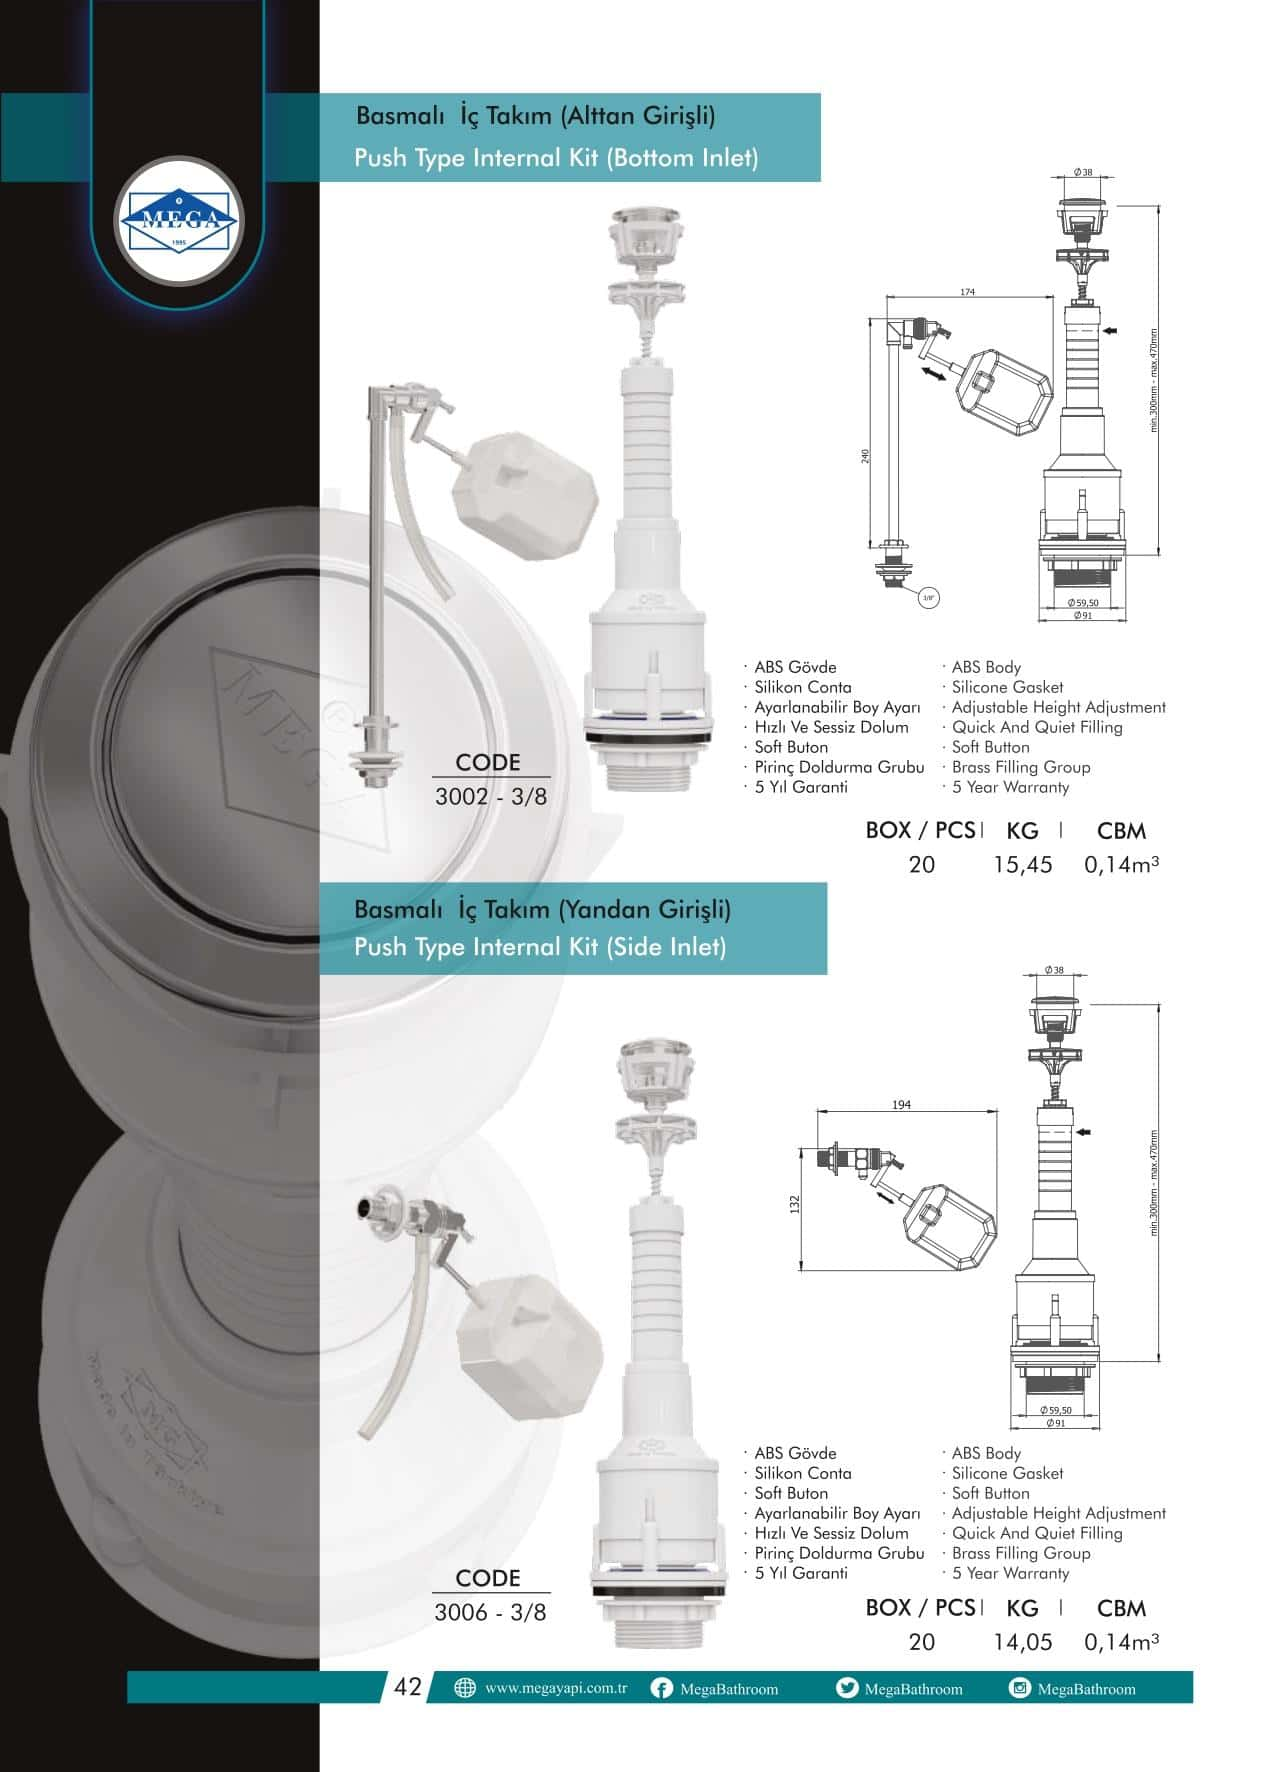 Basmalı İç Takım (Alttan Girişli)
Push Type Internal Kit (Bottom Inlet)
MEGA
1995
Ø38
174
240
min.300mm - max.470mm
3/8"
Ø59,50
Ø91
· ABS Gövde
· Silikon Conta
· Ayarlanabilir Boy Ayarı
· Hızlı Ve Sessiz Dolum
· Soft Buton
· Pirinç Doldurma Grubu
· 5 Yıl Garanti
· ABS Body
· Silicone Gasket
· Adjustable Height Adjustment
· Quick And Quiet Filling
· Soft Button
· Brass Filling Group
· 5 Year Warranty
CODE
3002 - 3/8
BOX / PCS | KG | CBM
20 15,45 0,14m³
Basmalı İç Takım (Yandan Girişli)
Push Type Internal Kit (Side Inlet)
Ø38
194
132
min.300mm - max.470mm
Ø59,50
Ø91
· ABS Gövde
· Silikon Conta
· Soft Buton
· Ayarlanabilir Boy Ayarı
· Hızlı Ve Sessiz Dolum
· Pirinç Doldurma Grubu
· 5 Yıl Garanti
· ABS Body
· Silicone Gasket
· Soft Button
· Adjustable Height Adjustment
· Quick And Quiet Filling
· Brass Filling Group
· 5 Year Warranty
CODE
3006 - 3/8
BOX / PCS | KG | CBM
20 14,05 0,14m³
42 www.megayapi.com.tr MegaBathroom MegaBathroom MegaBathroom